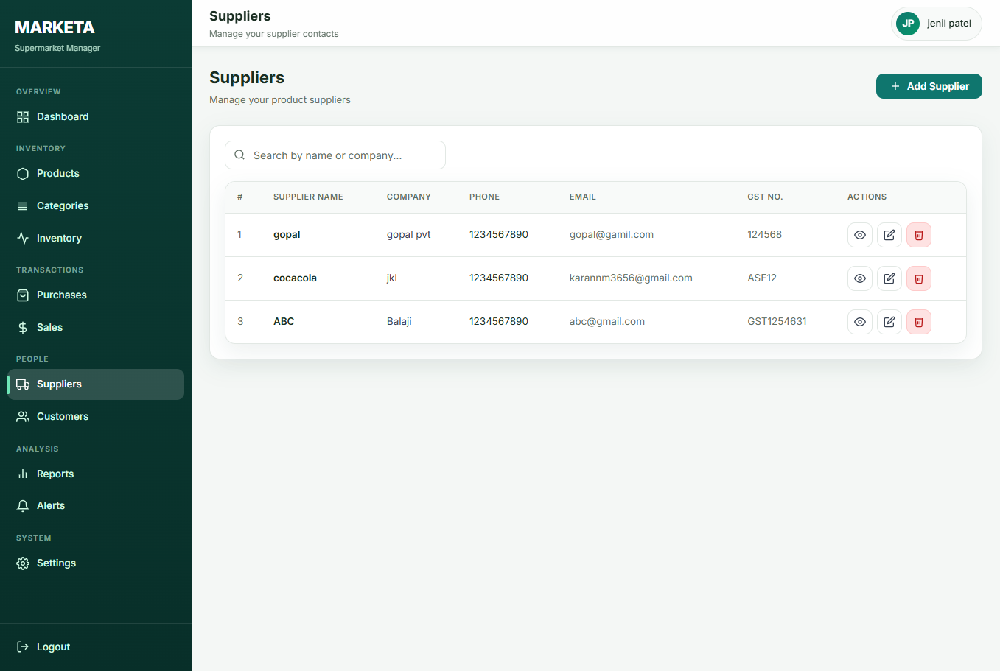 MARKETA
Supermarket Manager
OVERVIEW
Dashboard
INVENTORY
Products
Categories
Inventory
TRANSACTIONS
Purchases
Sales
PEOPLE
Suppliers
Customers
ANALYSIS
Reports
Alerts
SYSTEM
Settings
Logout
Suppliers
Manage your supplier contacts
JP jenil patel
Suppliers
Manage your product suppliers
+ Add Supplier
Search by name or company...
# SUPPLIER NAME COMPANY PHONE EMAIL GST NO. ACTIONS
1 gopal gopal pvt 1234567890 gopal@gamil.com 124568
2 cocacola jkl 1234567890 karannm3656@gmail.com ASF12
3 ABC Balaji 1234567890 abc@gmail.com GST1254631